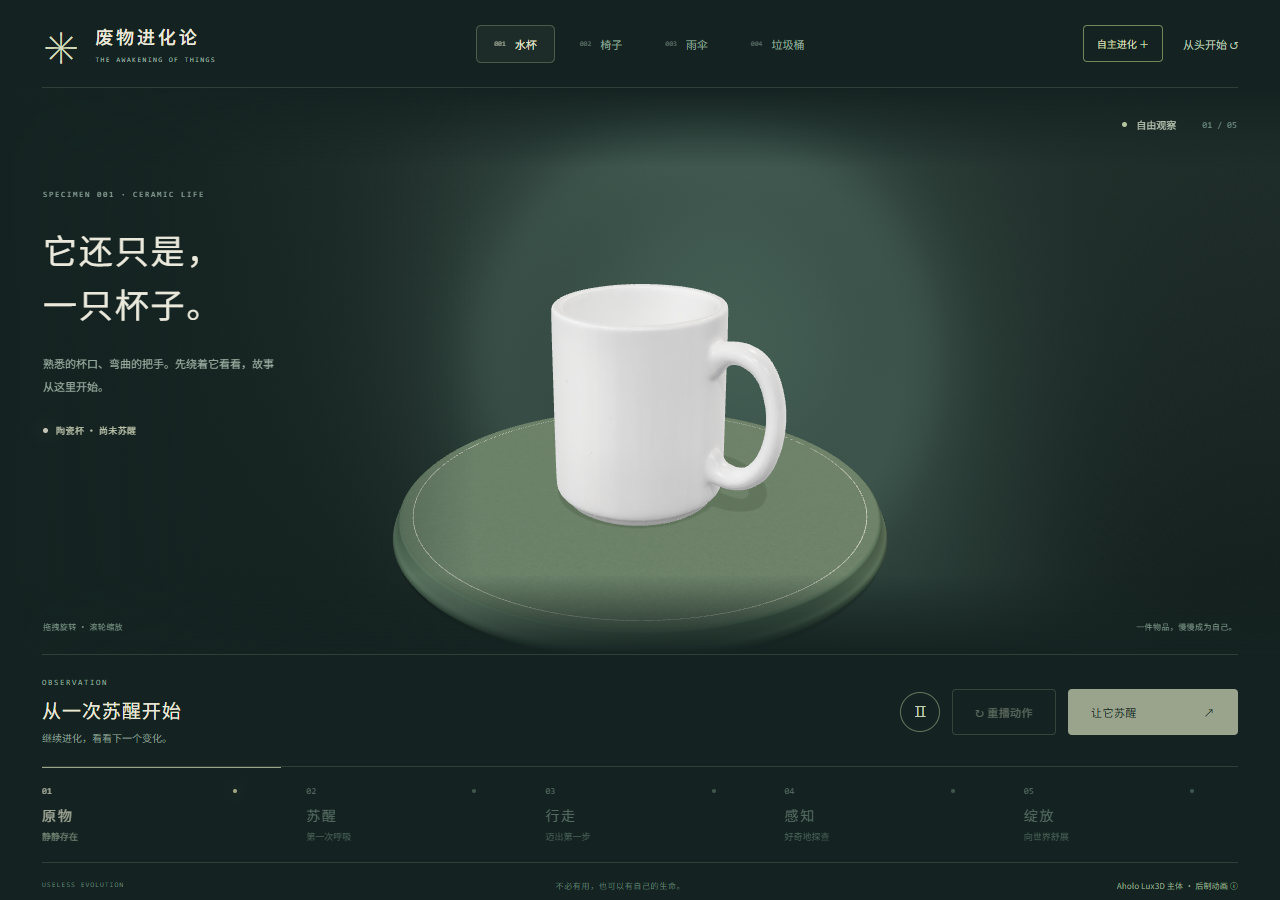 废物进化论
THE AWAKENING OF THINGS
001 水杯
002 椅子
003 雨伞
004 垃圾桶
自主进化 +
从头开始 ↺
自由观察
01 / 05
SPECIMEN 001 · CERAMIC LIFE
它还只是，
一只杯子。
熟悉的杯口、弯曲的把手。先绕着它看看，故事
从这里开始。
陶瓷杯 · 尚未苏醒
拖拽旋转 · 滚轮缩放
一件物品，慢慢成为自己。
OBSERVATION
从一次苏醒开始
继续进化，看看下一个变化。
↻ 重播动作
让它苏醒 ↗
01
原物
静静存在
02
苏醒
第一次呼吸
03
行走
迈出第一步
04
感知
好奇地探查
05
绽放
向世界舒展
USELESS EVOLUTION
不必有用，也可以有自己的生命。
Aholo Lux3D 主体 · 后制动画 ⓘ